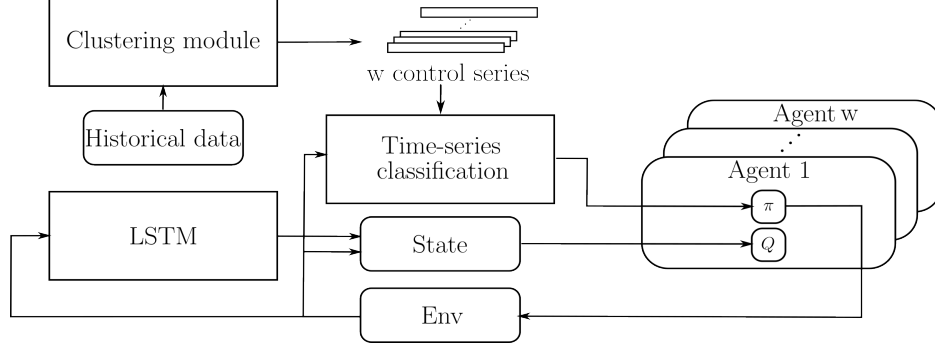 Clustering module
w control series
Historical data
Time-series
classification
Agent w
Agent 1
π
LSTM
State
Q
Env